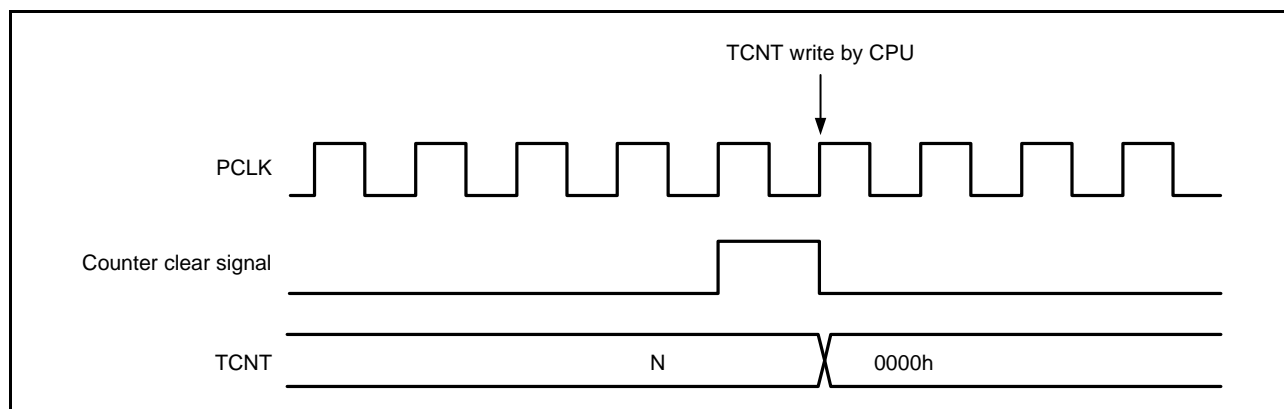 TCNT write by CPU
PCLK
Counter clear signal
TCNT
N
0000h